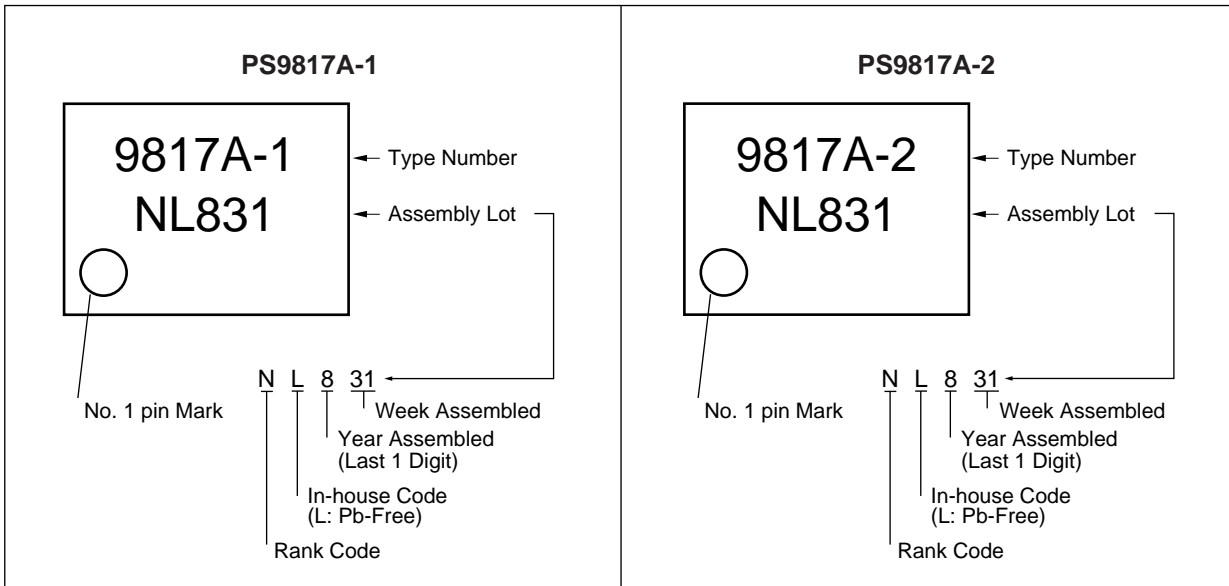 PS9817A-1
9817A-1
Type Number
NL831
Assembly Lot
N L 8 31
No. 1 pin Mark
Week Assembled
Year Assembled
(Last 1 Digit)
In-house Code
(L: Pb-Free)
Rank Code
PS9817A-2
9817A-2
Type Number
NL831
Assembly Lot
N L 8 31
No. 1 pin Mark
Week Assembled
Year Assembled
(Last 1 Digit)
In-house Code
(L: Pb-Free)
Rank Code